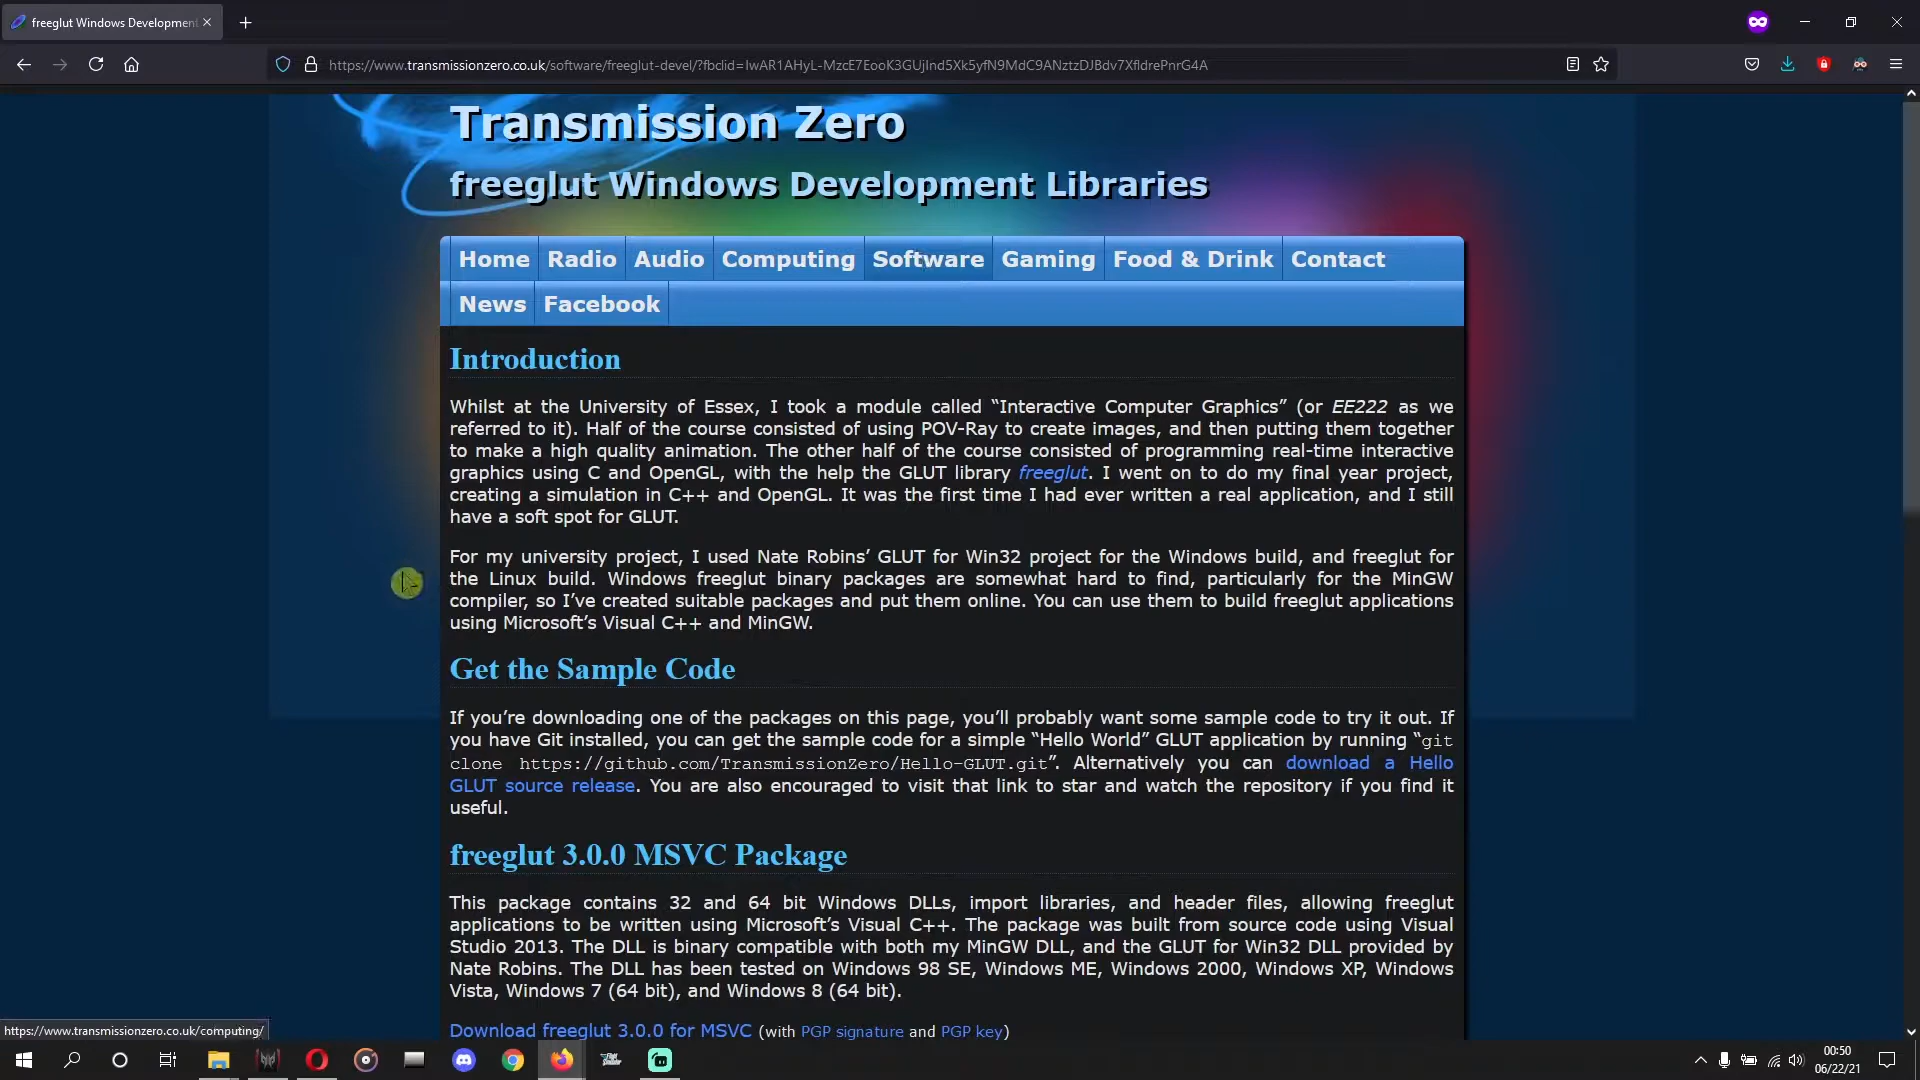 freeglut Windows Development
https://www.transmissionzero.co.uk/software/freeglut-devel/?fbclid=IwAR1AHyL-MzcE7EooK3GUjInd5Xk5yfN9MdC9ANztzDJBdv7XfldrePnrG4A
Transmission Zero
freeglut Windows Development Libraries
Home Radio Audio Computing Software Gaming Food & Drink Contact
News Facebook
Introduction
Whilst at the University of Essex, I took a module called “Interactive Computer Graphics” (or EE222 as we
referred to it). Half of the course consisted of using POV-Ray to create images, and then putting them together
to make a high quality animation. The other half of the course consisted of programming real-time interactive
graphics using C and OpenGL, with the help the GLUT library freeglut. I went on to do my final year project,
creating a simulation in C++ and OpenGL. It was the first time I had ever written a real application, and I still
have a soft spot for GLUT.
For my university project, I used Nate Robins’ GLUT for Win32 project for the Windows build, and freeglut for
the Linux build. Windows freeglut binary packages are somewhat hard to find, particularly for the MinGW
compiler, so I’ve created suitable packages and put them online. You can use them to build freeglut applications
using Microsoft’s Visual C++ and MinGW.
Get the Sample Code
If you’re downloading one of the packages on this page, you’ll probably want some sample code to try it out. If
you have Git installed, you can get the sample code for a simple “Hello World” GLUT application by running “git
clone https://github.com/TransmissionZero/Hello-GLUT.git”. Alternatively you can download a Hello
GLUT source release. You are also encouraged to visit that link to star and watch the repository if you find it
useful.
freeglut 3.0.0 MSVC Package
This package contains 32 and 64 bit Windows DLLs, import libraries, and header files, allowing freeglut
applications to be written using Microsoft’s Visual C++. The package was built from source code using Visual
Studio 2013. The DLL is binary compatible with both my MinGW DLL, and the GLUT for Win32 DLL provided by
Nate Robins. The DLL has been tested on Windows 98 SE, Windows ME, Windows 2000, Windows XP, Windows
Vista, Windows 7 (64 bit), and Windows 8 (64 bit).
Download freeglut 3.0.0 for MSVC (with PGP signature and PGP key)
https://www.transmissionzero.co.uk/computing/
00:50
06/22/21